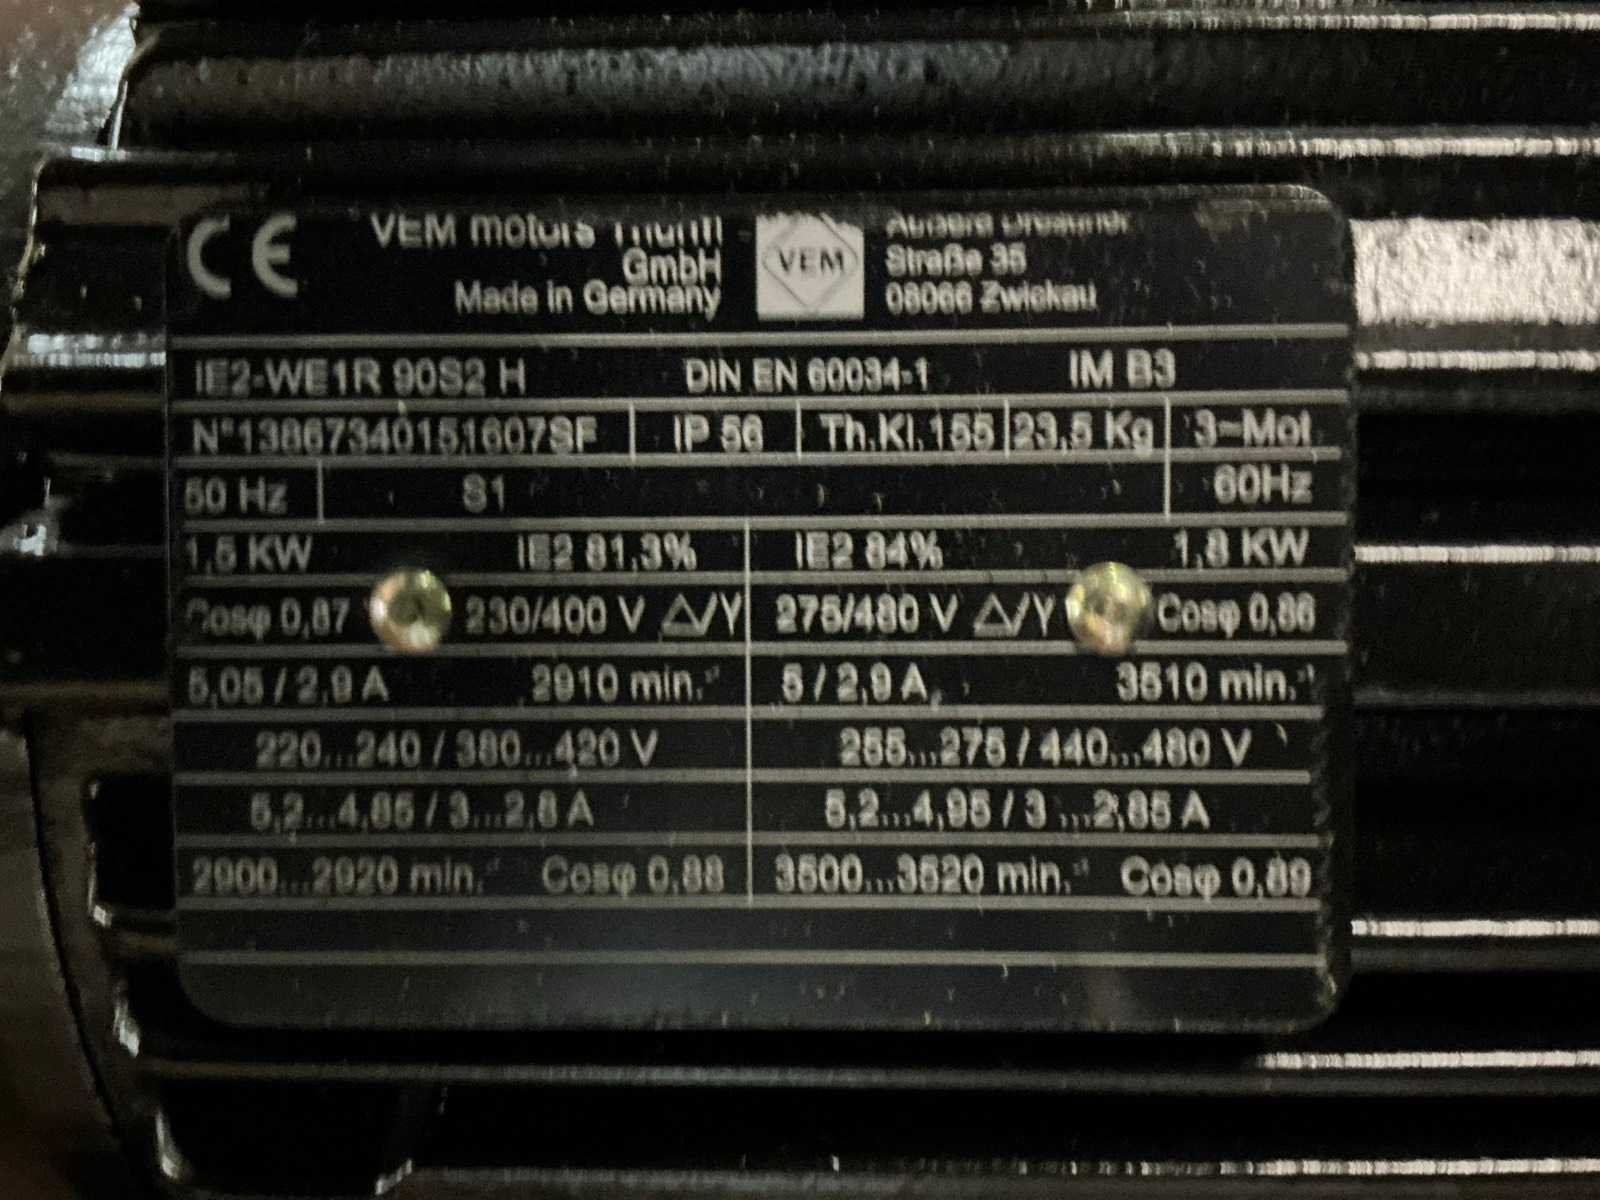 CE VEM motors Thurm VEM Äußere Dresdner
GmbH Straße 35
Made in Germany 08066 Zwickau
IE2-WE1R 90S2 H DIN EN 60034-1 IM B3
N°13867340151607SF IP 56 Th.Kl.155 23,5 Kg 3~Mot
50 Hz S1 60Hz
1,5 KW IE2 81,3% IE2 84% 1,8 KW
Cosφ 0,87 230/400 V △/Y 275/480 V △/Y Cosφ 0,86
5,05 / 2,9 A 2910 min.⁻¹ 5 / 2,9 A 3510 min.⁻¹
220...240 / 380...420 V 255...275 / 440...480 V
5,2...4,85 / 3...2,8 A 5,2...4,95 / 3 ...2,85 A
2900...2920 min.⁻¹ Cosφ 0,88 3500...3520 min.⁻¹ Cosφ 0,89